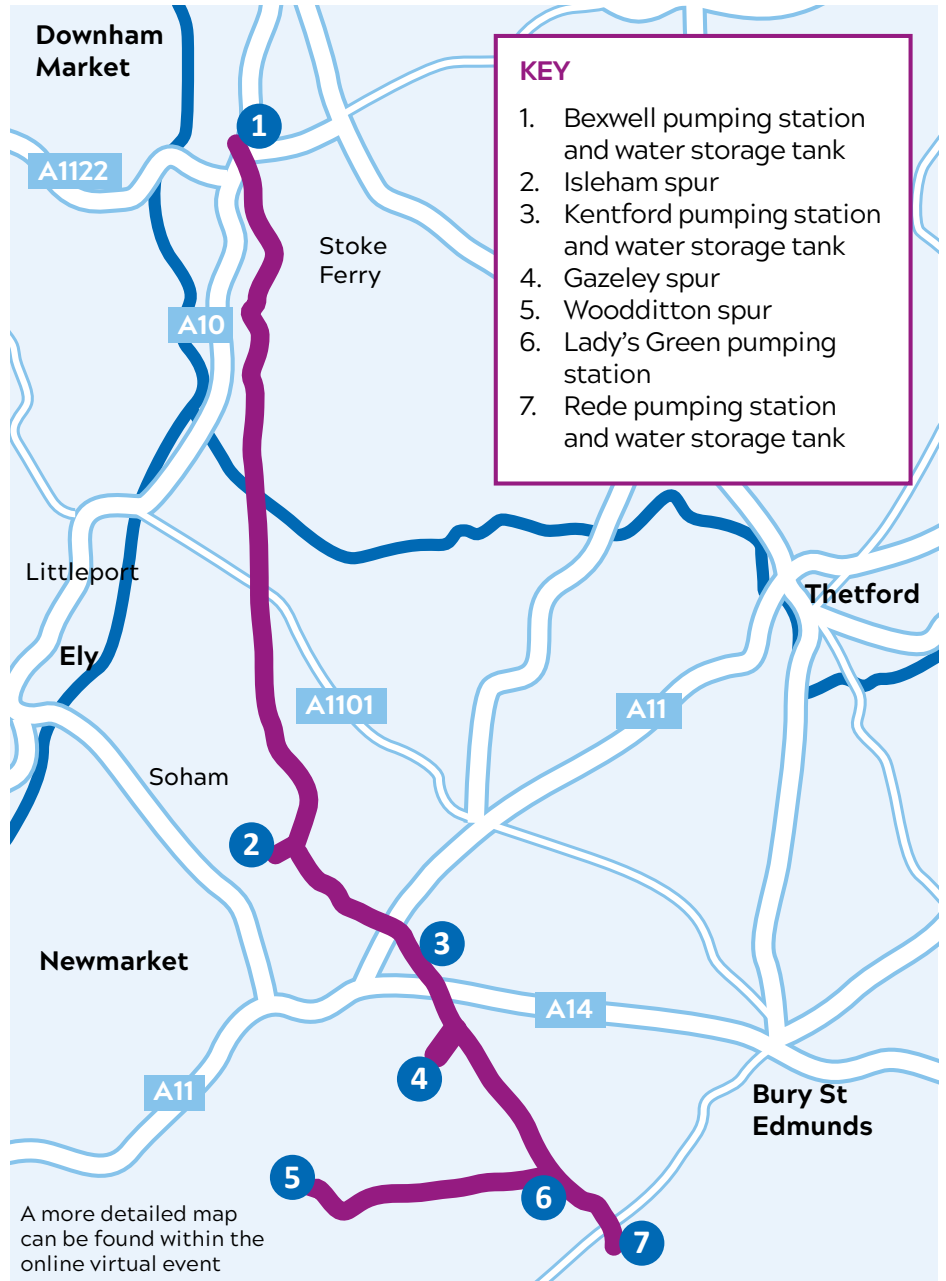 Downham
Market
1
A1122
KEY
1. Bexwell pumping station
and water storage tank
2. Isleham spur
3. Kentford pumping station
and water storage tank
4. Gazeley spur
5. Woodditton spur
6. Lady's Green pumping
station
7. Rede pumping station
and water storage tank
Stoke
Ferry
A10
Littleport
Thetford
Ely
A1101
A11
Soham
2
3
Newmarket
A14
4
A11
Bury St
Edmunds
5
6
7
A more detailed map
can be found within the
online virtual event